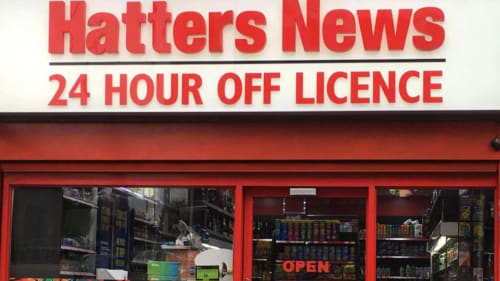 Hatters News
24 HOUR OFF LICENCE
OPEN